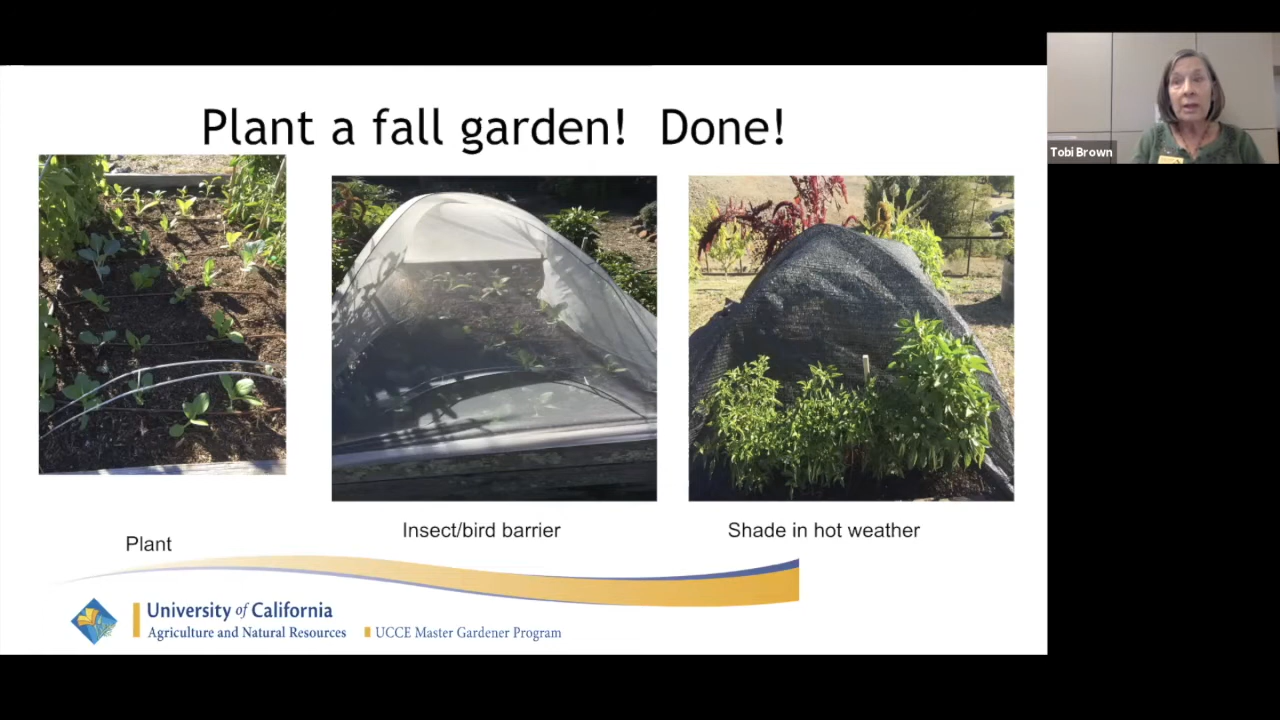 Plant a fall garden! Done!
Tobi Brown
Insect/bird barrier
Shade in hot weather
Plant
University of California
Agriculture and Natural Resources
UCCE Master Gardener Program